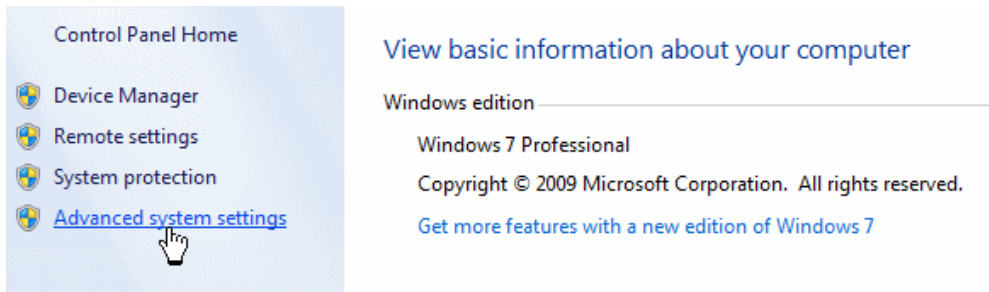 Control Panel Home
Device Manager
Remote settings
System protection
Advanced system settings
View basic information about your computer
Windows edition
Windows 7 Professional
Copyright © 2009 Microsoft Corporation.  All rights reserved.
Get more features with a new edition of Windows 7